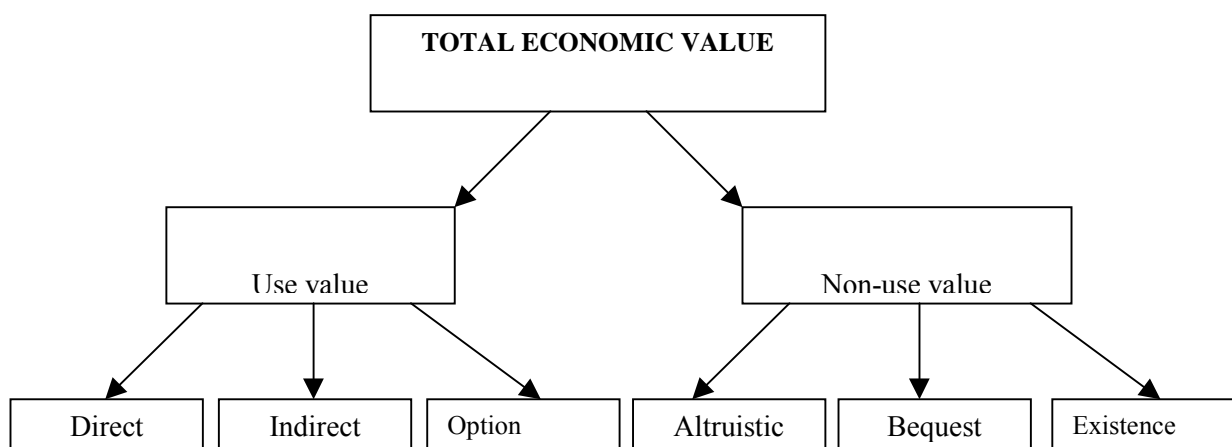 TOTAL ECONOMIC VALUE
Use value
Non-use value
Direct
Indirect
Option
Altruistic
Bequest
Existence